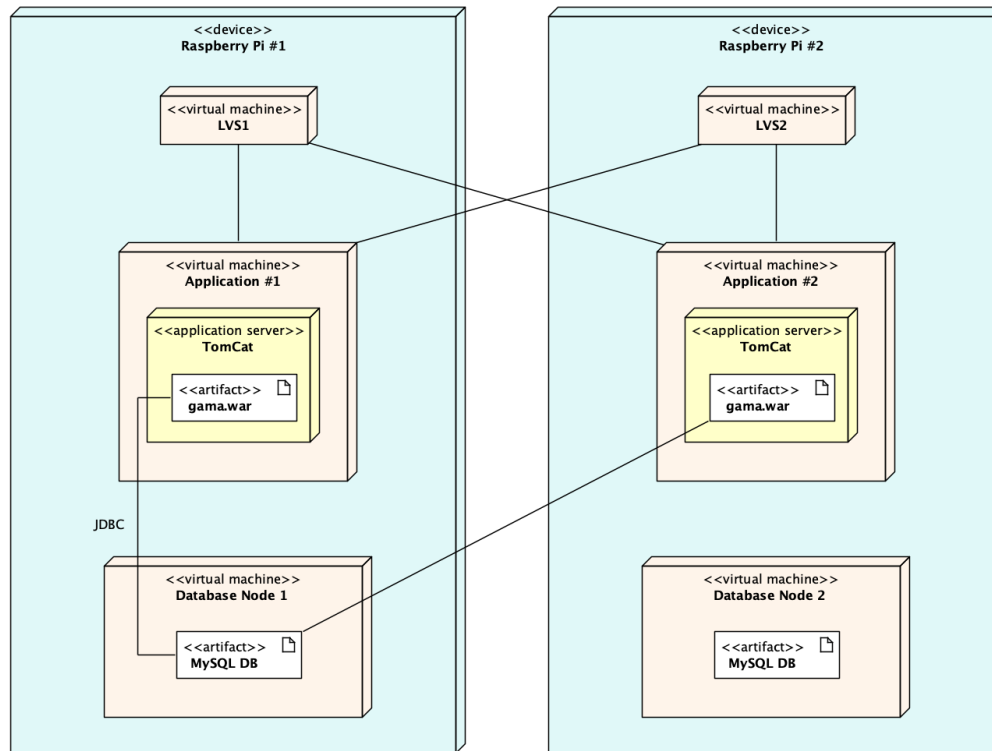 <<device>>
Raspberry Pi #1
<<virtual machine>>
LVS1
<<virtual machine>>
Application #1
<<application server>>
TomCat
<<artifact>>
gama.war
JDBC
<<virtual machine>>
Database Node 1
<<artifact>>
MySQL DB
<<device>>
Raspberry Pi #2
<<virtual machine>>
LVS2
<<virtual machine>>
Application #2
<<application server>>
TomCat
<<artifact>>
gama.war
<<virtual machine>>
Database Node 2
<<artifact>>
MySQL DB